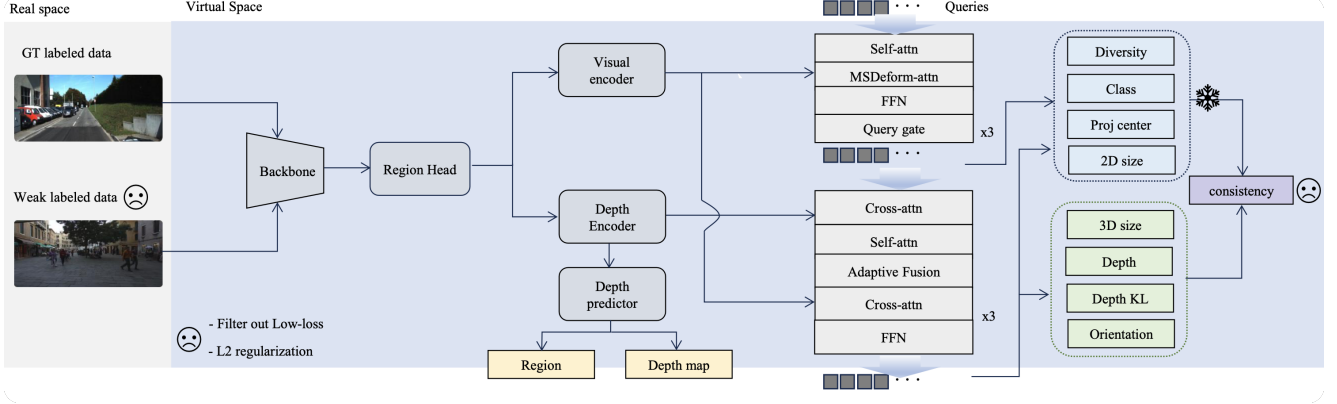 Real space
Virtual Space
Queries
GT labeled data
Weak labeled data
- Filter out Low-loss
- L2 regularization
Backbone
Region Head
Visual
encoder
Depth
Encoder
Depth
predictor
Region
Depth map
Self-attn
MSDeform-attn
FFN
Query gate
x3
Cross-attn
Self-attn
Adaptive Fusion
Cross-attn
FFN
x3
Diversity
Class
Proj center
2D size
consistency
3D size
Depth
Depth KL
Orientation